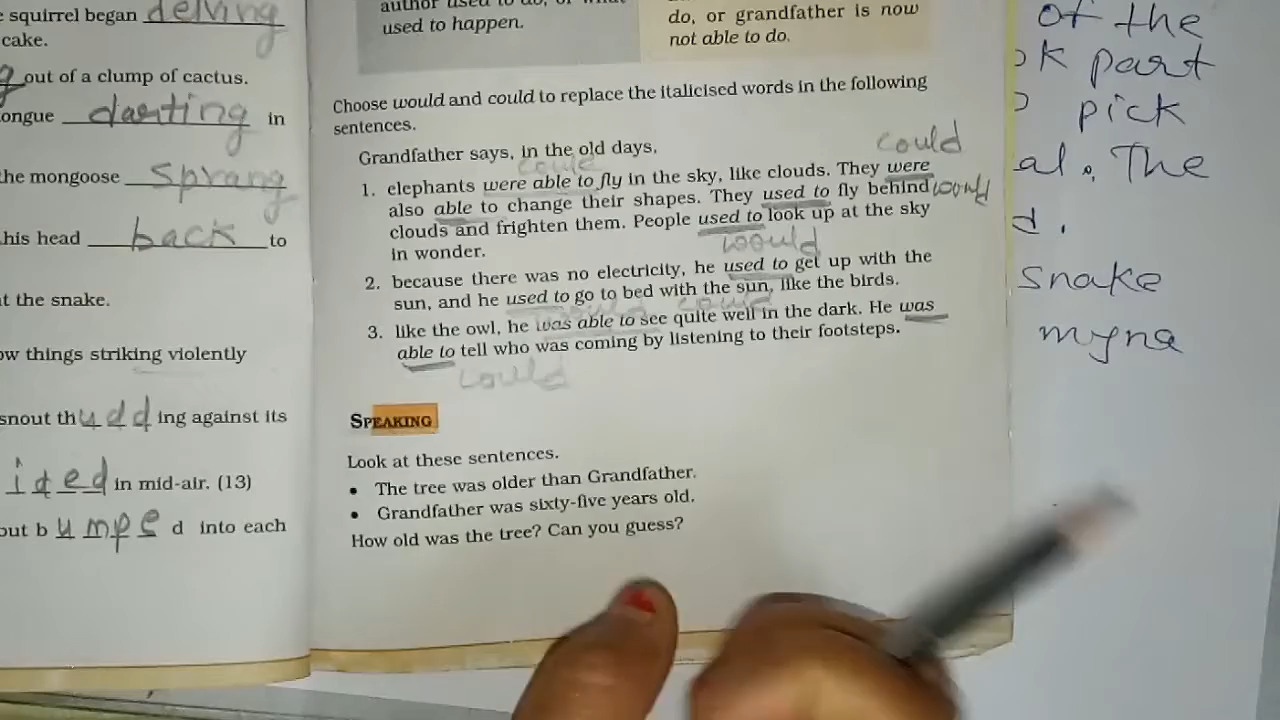 squirrel began delving
cake.
out of a clump of cactus.
ongue darting in
he mongoose sprang
his head back to
t the snake.
ow things striking violently
snout thudding against its
iced in mid-air. (13)
out bumped into each
used to happen.
do, or grandfather is now
not able to do.
Choose would and could to replace the italicised words in the following
sentences.
Grandfather says, in the old days,
could
could
1. elephants were able to fly in the sky, like clouds. They were
also able to change their shapes. They used to fly behind would
clouds and frighten them. People used to look up at the sky
in wonder.
would
2. because there was no electricity, he used to get up with the
sun, and he used to go to bed with the sun, like the birds.
would could
3. like the owl, he was able to see quite well in the dark. He was
able to tell who was coming by listening to their footsteps.
could
SPEAKING
Look at these sentences.
• The tree was older than Grandfather.
• Grandfather was sixty-five years old.
How old was the tree? Can you guess?
of the
ok part
pick
al. The
d.
snake
myna